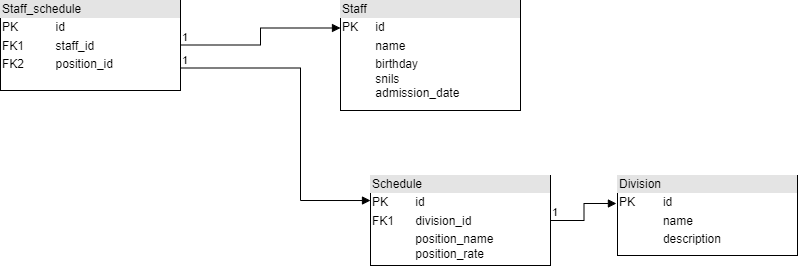 Staff_schedule
PK id
FK1 staff_id
FK2 position_id
1
1
Staff
PK id
name
birthday
snils
admission_date
Schedule
PK id
FK1 division_id
position_name
position_rate
1
Division
PK id
name
description